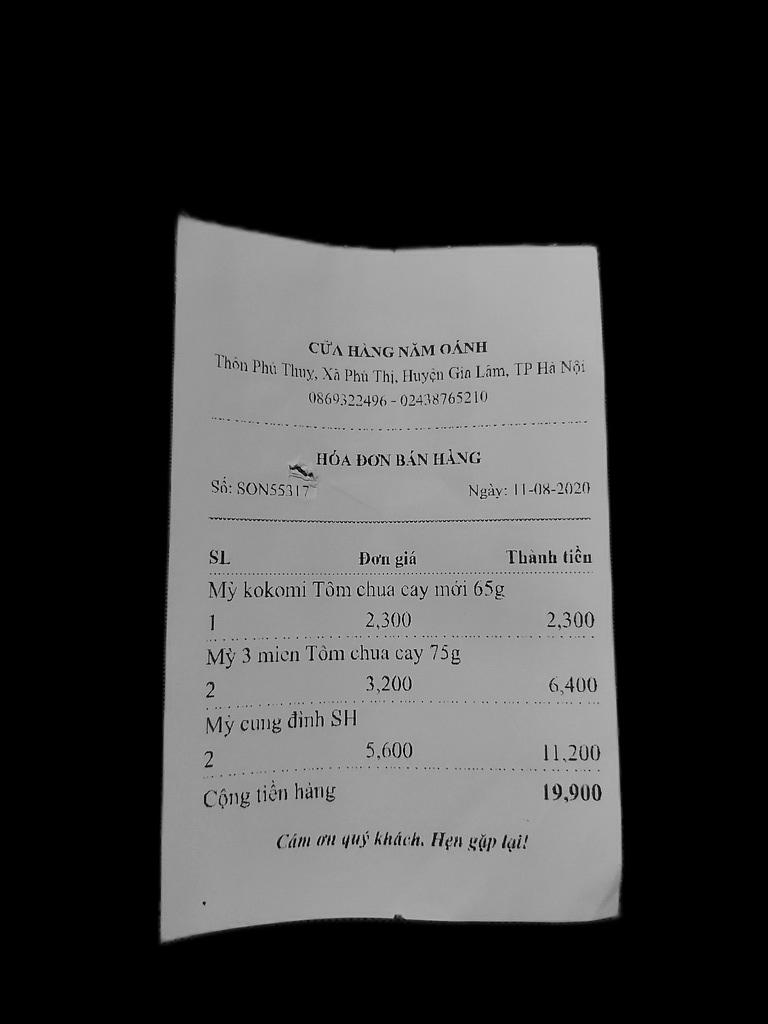 CỬA HÀNG NĂM OÁNH
Thôn Phú Thụy, Xã Phú Thị, Huyện Gia Lâm, TP Hà Nội
0869322496 - 02438765210
HÓA ĐƠN BÁN HÀNG
Số: SON55317 Ngày: 11-08-2020
SL Đơn giá Thành tiền
Mỳ kokomi Tôm chua cay mới 65g
1 2,300 2,300
Mỳ 3 mien Tôm chua cay 75g
2 3,200 6,400
Mỳ cung đình SH
2 5,600 11,200
Cộng tiền hàng 19,900
Cám ơn quý khách. Hẹn gặp lại!